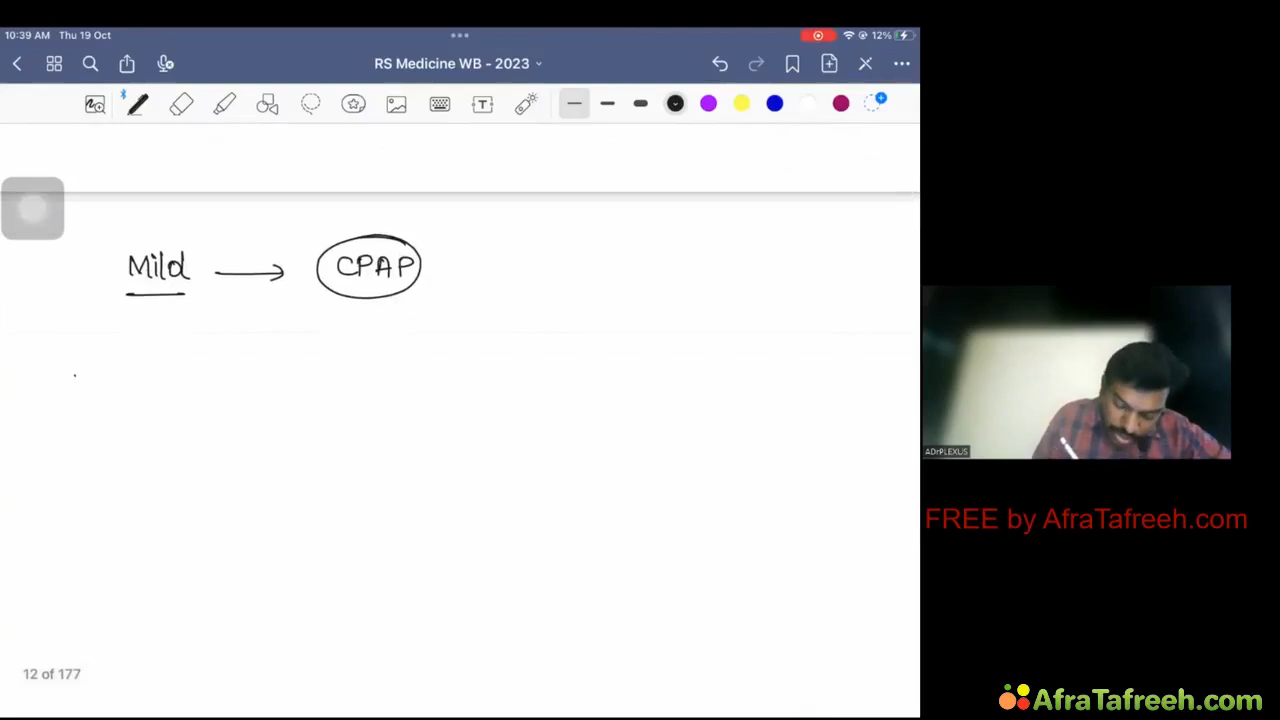 10:39 AM Thu 19 Oct
12%
RS Medicine WB - 2023
T
Mild → CPAP
ADrPLEXUS
FREE by AfraTafreeh.com
12 of 177
AfraTafreeh.com